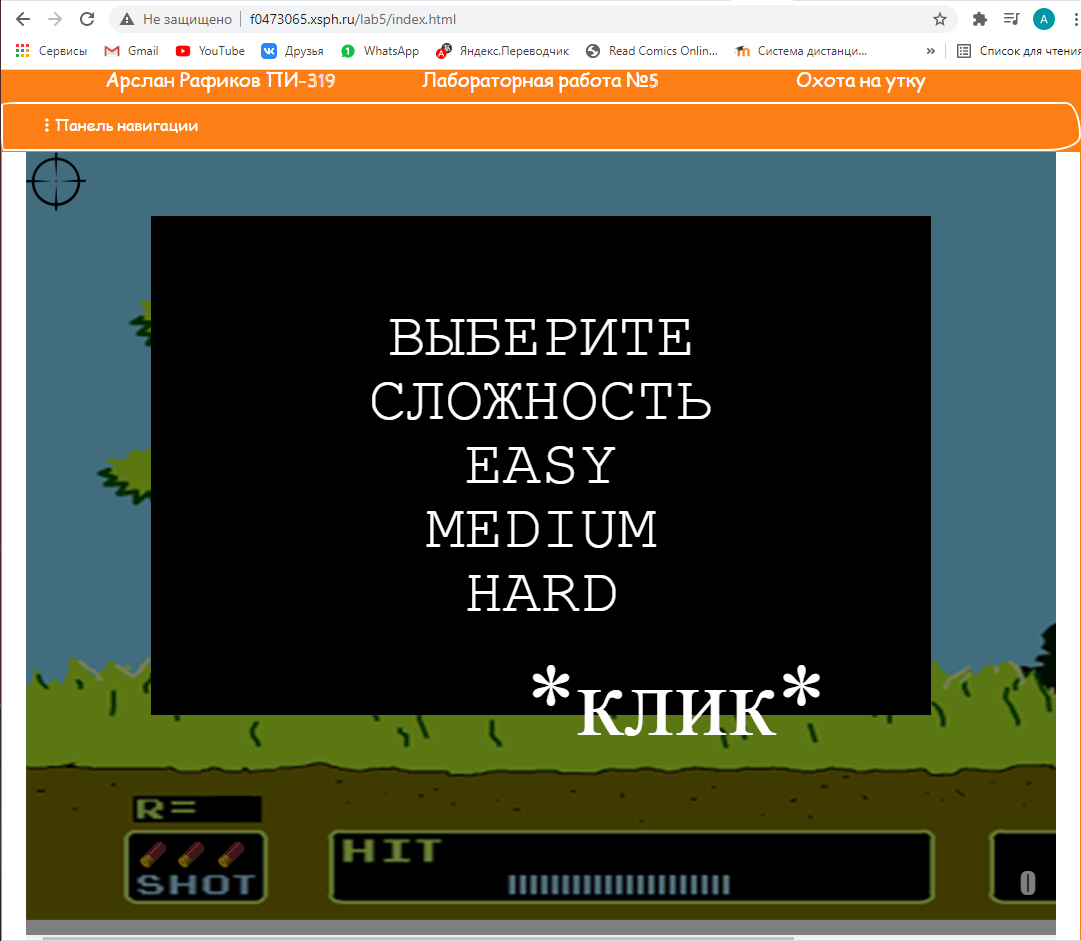 Не защищено f0473065.xsph.ru/lab5/index.html A
Сервисы Gmail YouTube Друзья WhatsApp Яндекс.Переводчик Read Comics Onlin... Система дистанци... » Список для чтения
Арслан Рафиков ПИ-319 Лабораторная работа №5 Охота на утку
Панель навигации
ВЫБЕРИТЕ
СЛОЖНОСТЬ
EASY
MEDIUM
HARD
*клик*
R=
HIT
SHOT
0